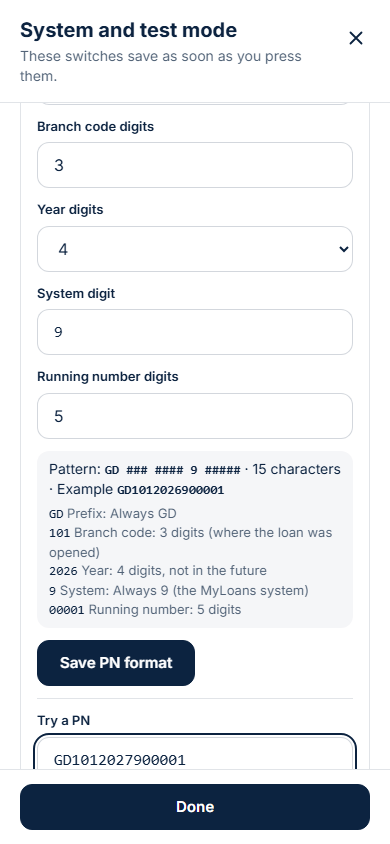 System and test mode
These switches save as soon as you press
them.
Branch code digits
3
Year digits
4
System digit
9
Running number digits
5
Pattern: GD ### #### 9 ##### · 15 characters
· Example GD1012026900001
GD Prefix: Always GD
101 Branch code: 3 digits (where the loan was
opened)
2026 Year: 4 digits, not in the future
9 System: Always 9 (the MyLoans system)
00001 Running number: 5 digits
Save PN format
Try a PN
GD1012027900001
Done